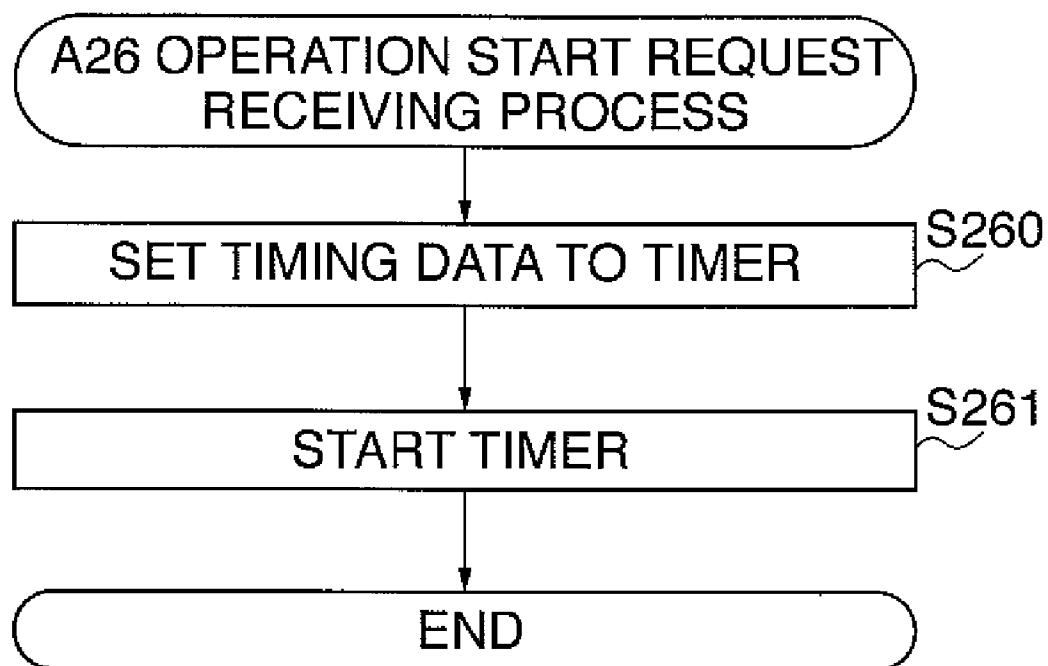 A26 OPERATION START REQUEST
RECEIVING PROCESS
SET TIMING DATA TO TIMER
S260
START TIMER
S261
END